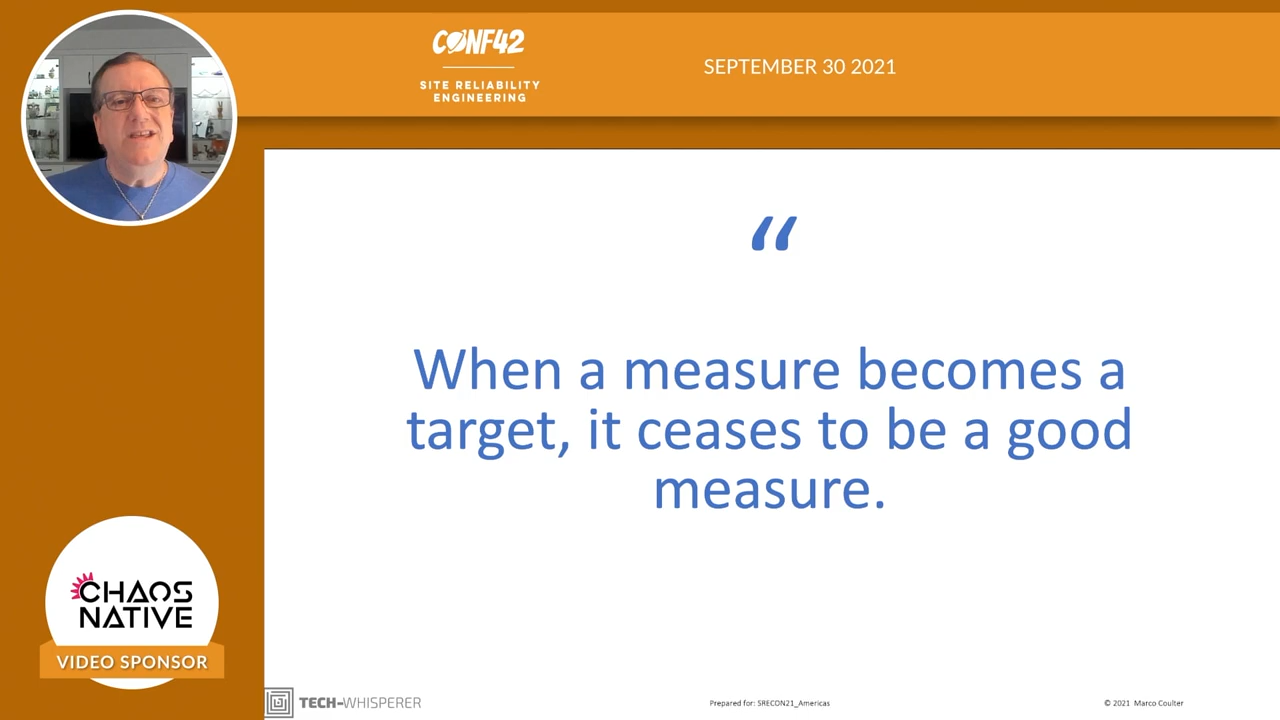 CONF42
SITE RELIABILITY
ENGINEERING
SEPTEMBER 30 2021
“
When a measure becomes a
target, it ceases to be a good
measure.
CHAOS
NATIVE
VIDEO SPONSOR
TECH-WHISPERER
Prepared for: SRECON21_Americas
© 2021 Marco Coulter